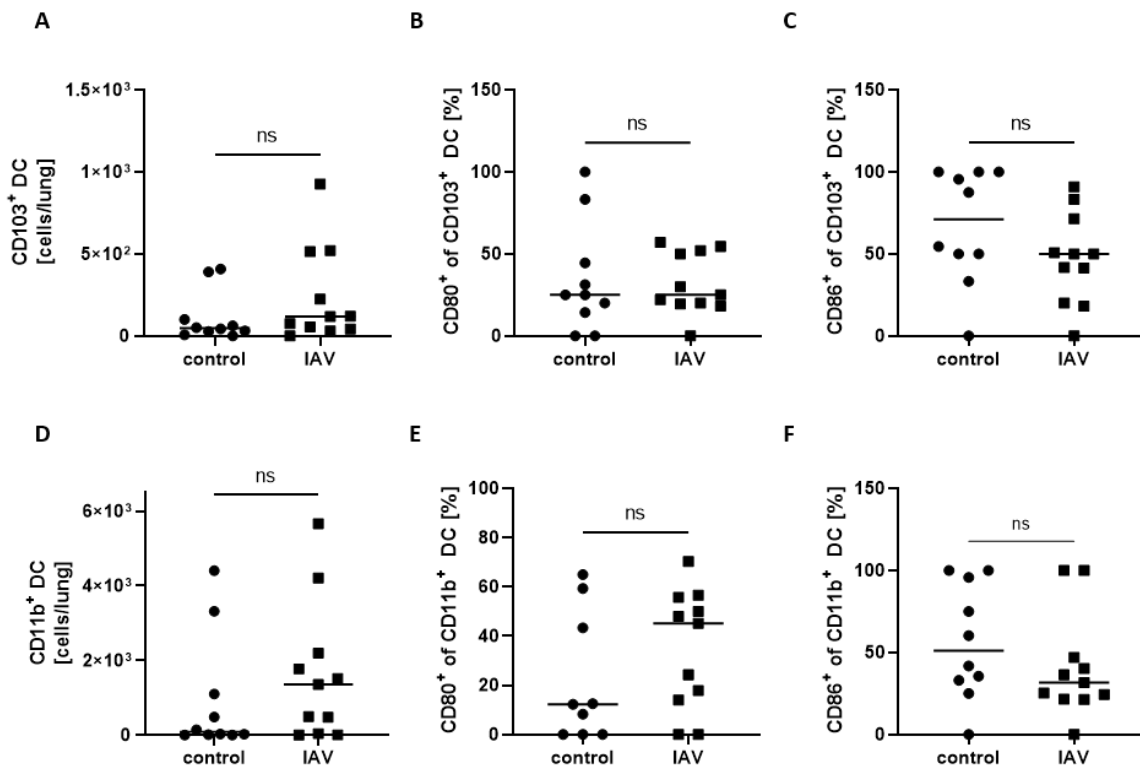 A
CD103⁺ DC
[cells/lung]
1.5×10³
1×10³
5×10²
0
ns
control
IAV
B
CD80⁺ of CD103⁺ DC [%]
150
100
50
0
ns
control
IAV
C
CD86⁺ of CD103⁺ DC [%]
150
100
50
0
ns
control
IAV
D
CD11b⁺ DC
[cells/lung]
6×10³
4×10³
2×10³
0
ns
control
IAV
E
CD80⁺ of CD11b⁺ DC [%]
100
80
60
40
20
0
ns
control
IAV
F
CD86⁺ of CD11b⁺ DC [%]
150
100
50
0
ns
control
IAV